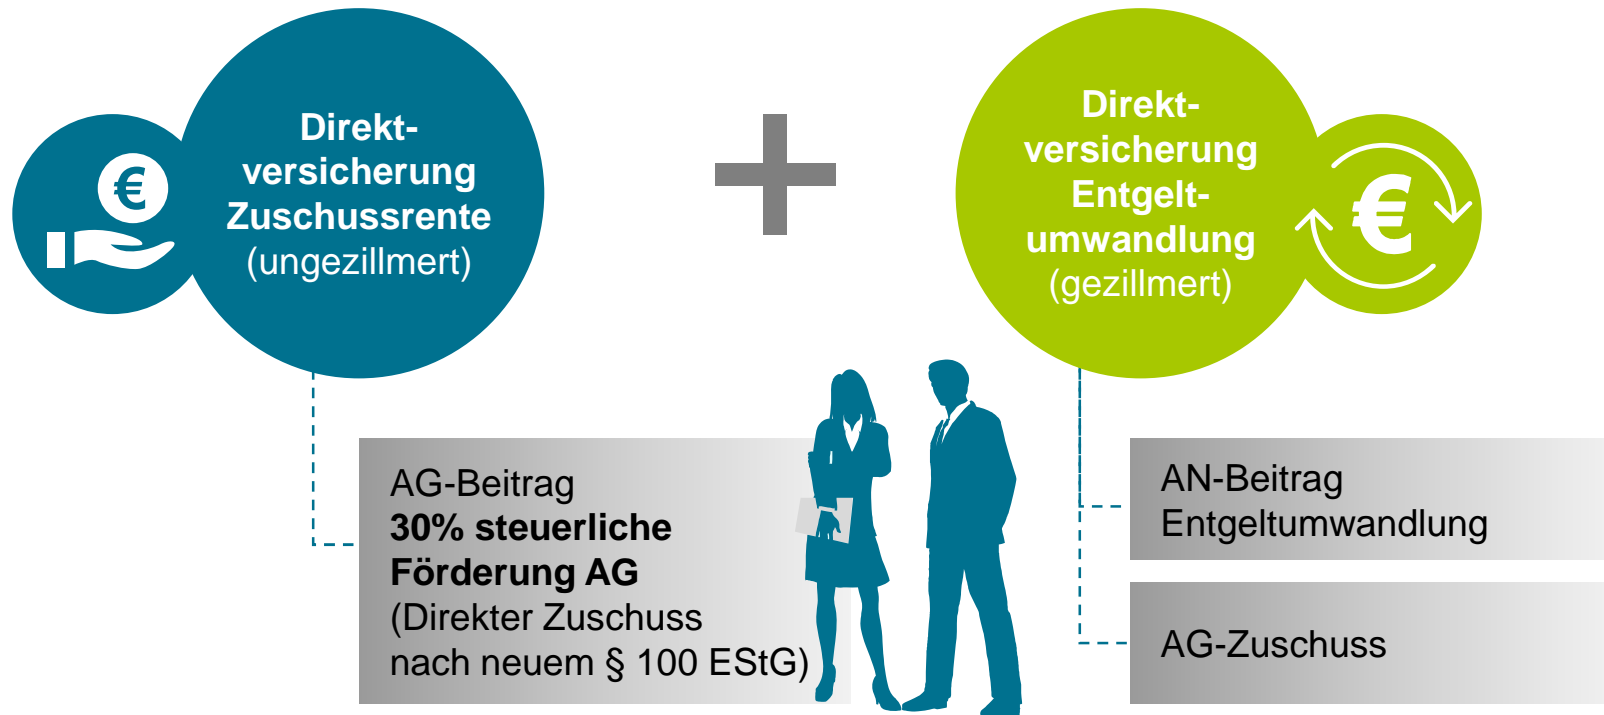 Direkt-
versicherung
Zuschussrente
(ungezillmert)
€
Direkt-
versicherung
Entgelt-
umwandlung
(gezillmert)
€
AG-Beitrag
30% steuerliche
Förderung AG
(Direkter Zuschuss
nach neuem § 100 EStG)
AN-Beitrag
Entgeltumwandlung
AG-Zuschuss